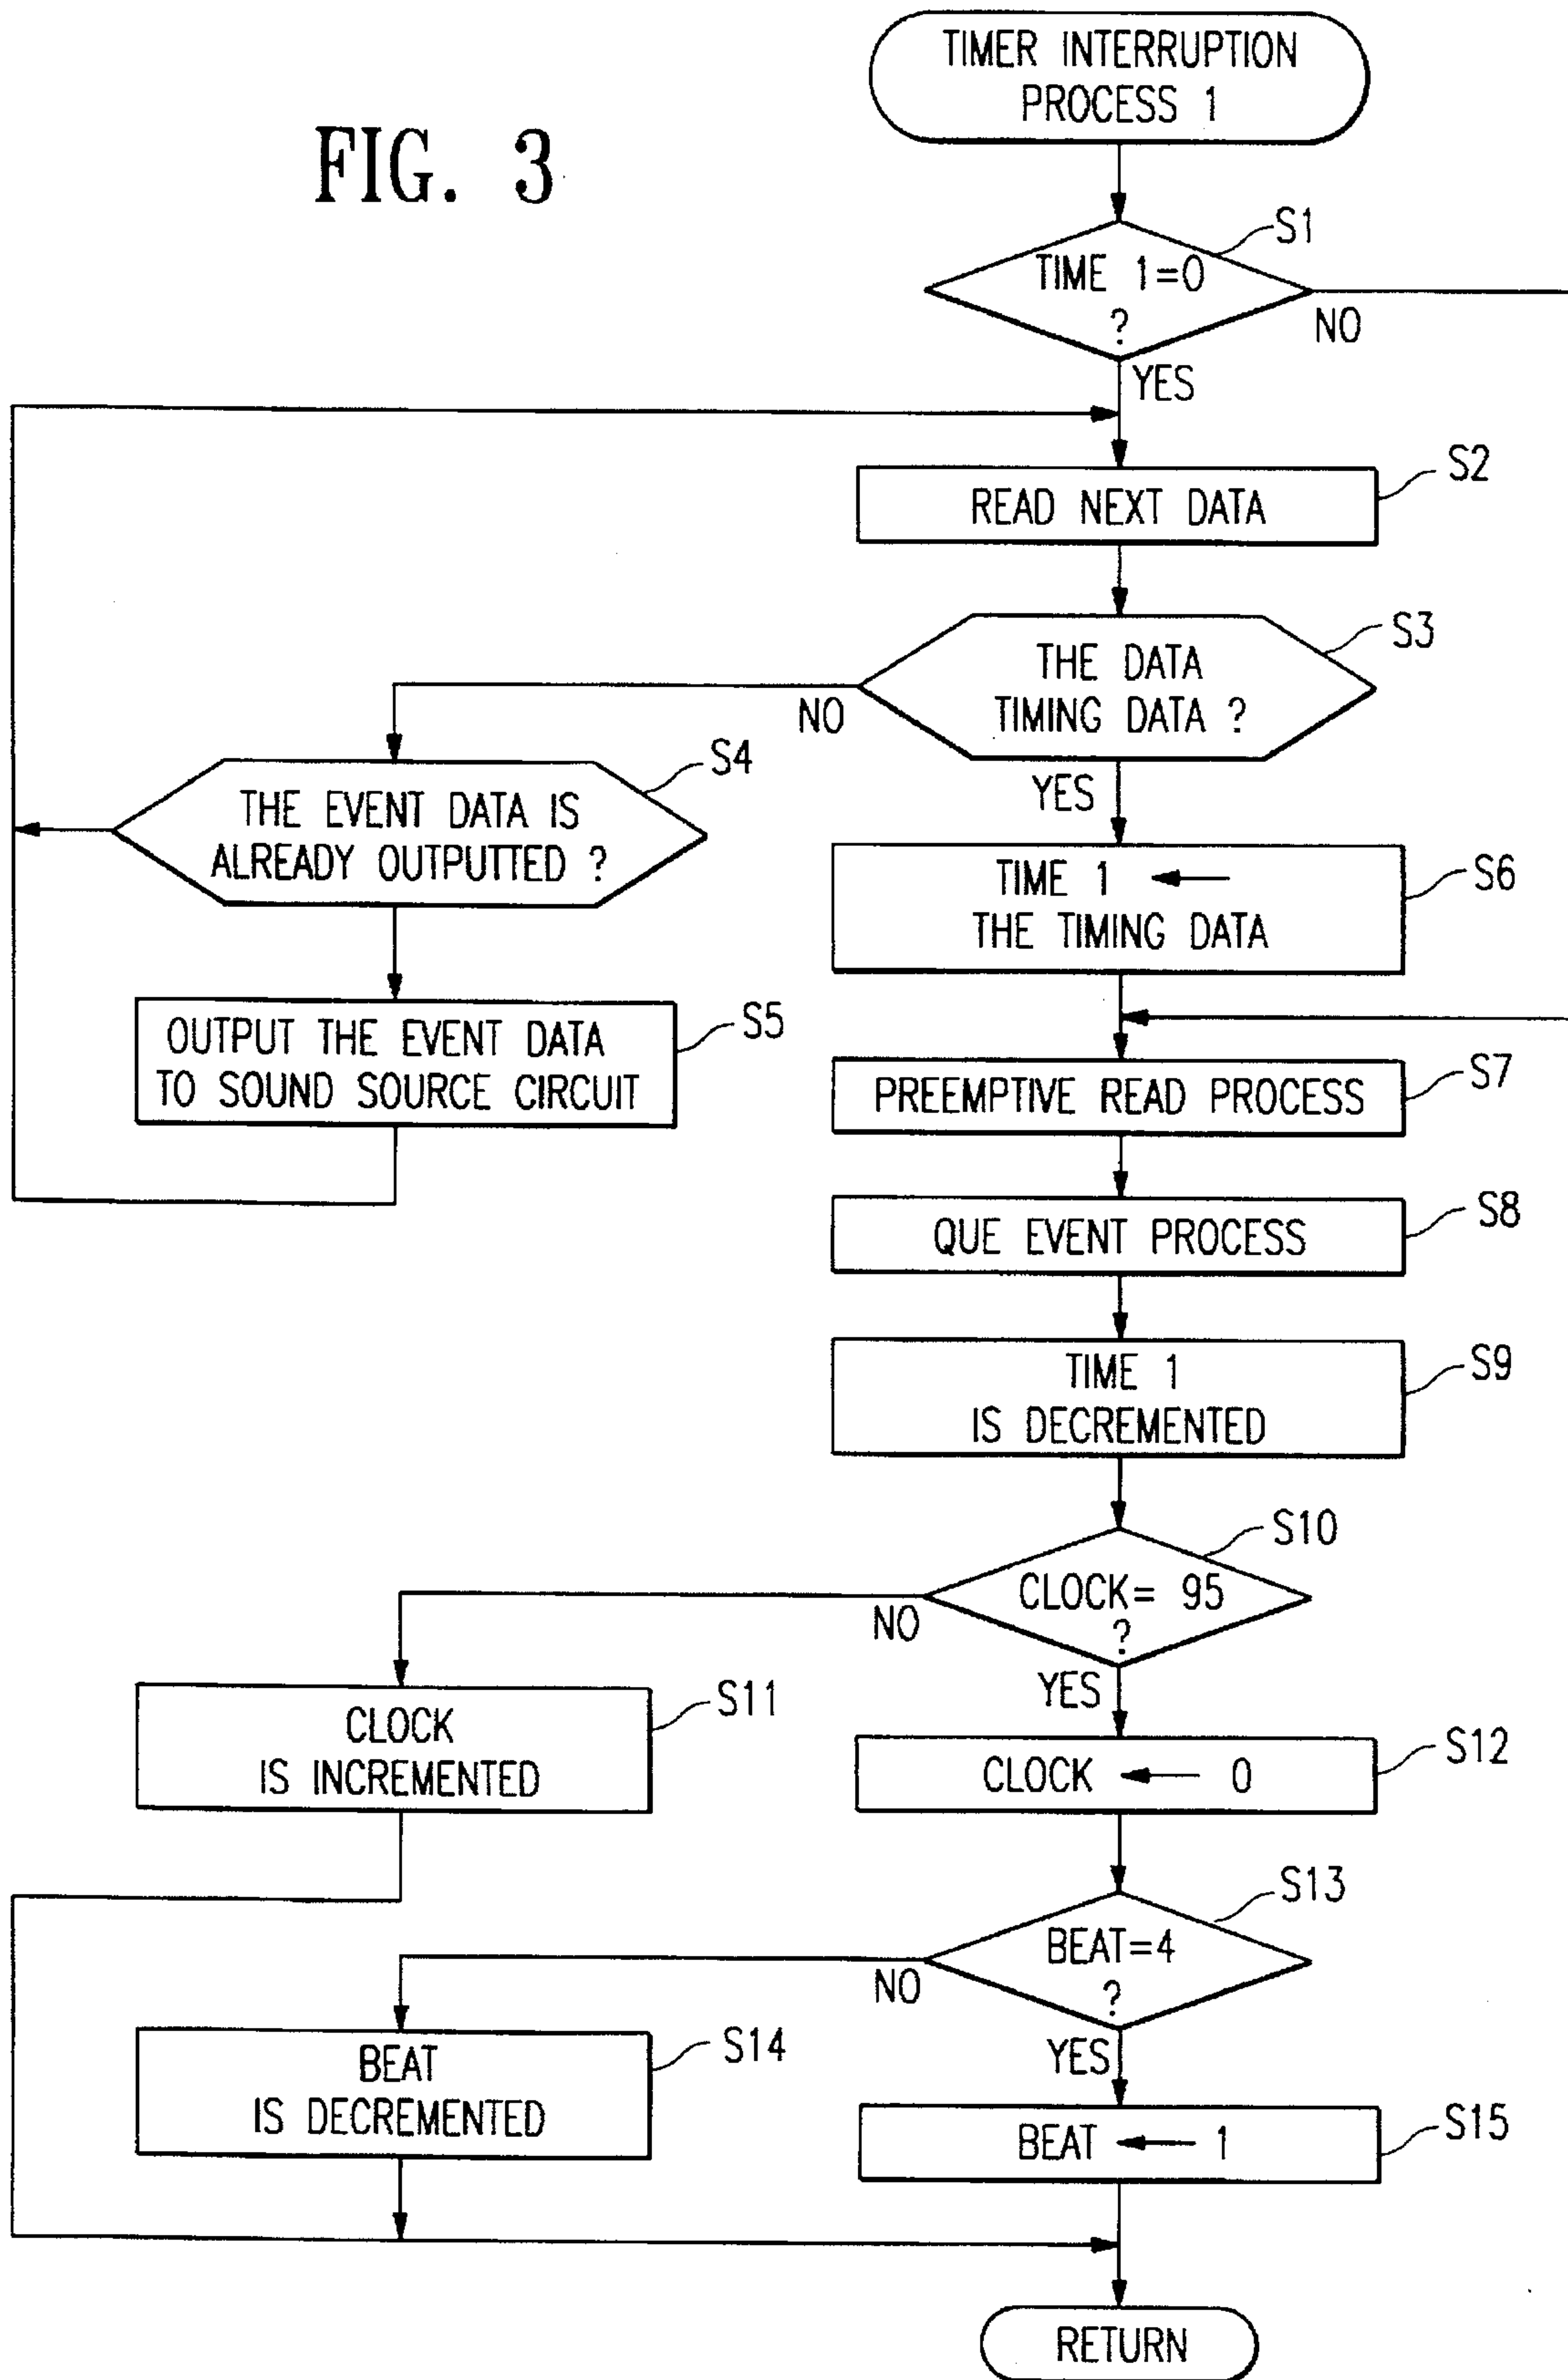 FIG. 3
TIMER INTERRUPTION
PROCESS 1
S1
TIME 1=0
?
NO
YES
S2
READ NEXT DATA
S3
THE DATA
TIMING DATA ?
NO
YES
S4
THE EVENT DATA IS
ALREADY OUTPUTTED ?
S6
TIME 1 ←
THE TIMING DATA
S5
OUTPUT THE EVENT DATA
TO SOUND SOURCE CIRCUIT
S7
PREEMPTIVE READ PROCESS
S8
QUE EVENT PROCESS
S9
TIME 1
IS DECREMENTED
S10
CLOCK= 95
?
NO
YES
S11
CLOCK
IS INCREMENTED
S12
CLOCK ← 0
S13
BEAT=4
?
NO
YES
S14
BEAT
IS DECREMENTED
S15
BEAT ← 1
RETURN